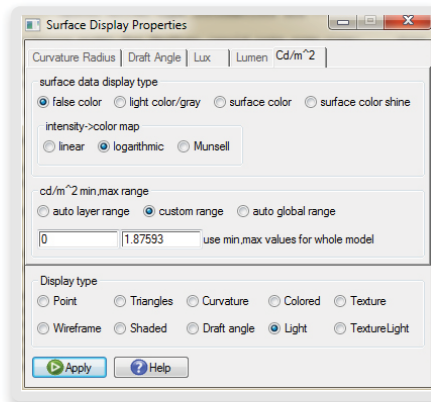 Surface Display Properties
Curvature Radius Draft Angle Lux Lumen Cd/m^2
surface data display type
false color light color/gray surface color surface color shine
intensity->color map
linear logarithmic Munsell
cd/m^2 min,max range
auto layer range custom range auto global range
0 1.87593 use min,max values for whole model
Display type
Point Triangles Curvature Colored Texture
Wireframe Shaded Draft angle Light TextureLight
Apply Help